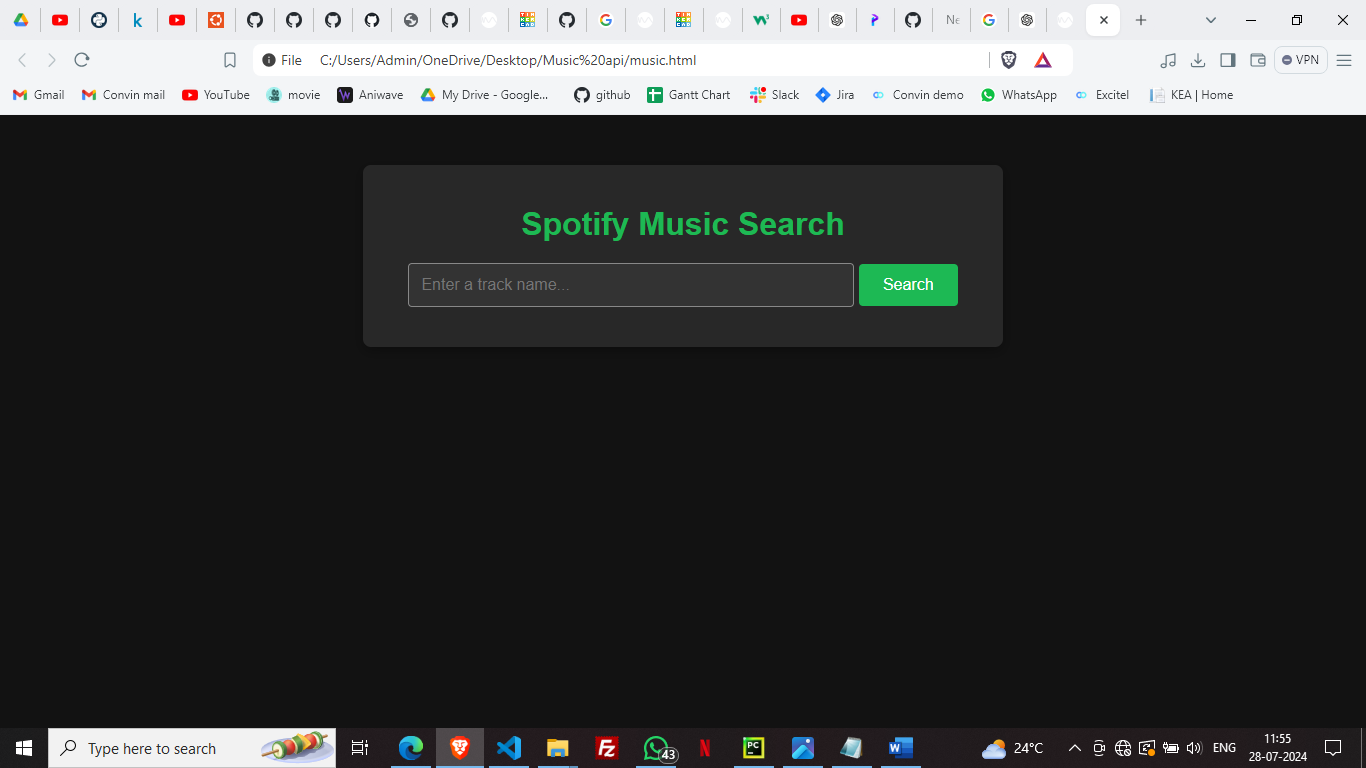 Ne
File C:/Users/Admin/OneDrive/Desktop/Music%20api/music.html VPN
Gmail Convin mail YouTube movie Aniwave My Drive - Google... github Gantt Chart Slack Jira Convin demo WhatsApp Excitel KEA | Home
Spotify Music Search
Enter a track name... Search
Type here to search 43 24°C ENG 11:55
28-07-2024